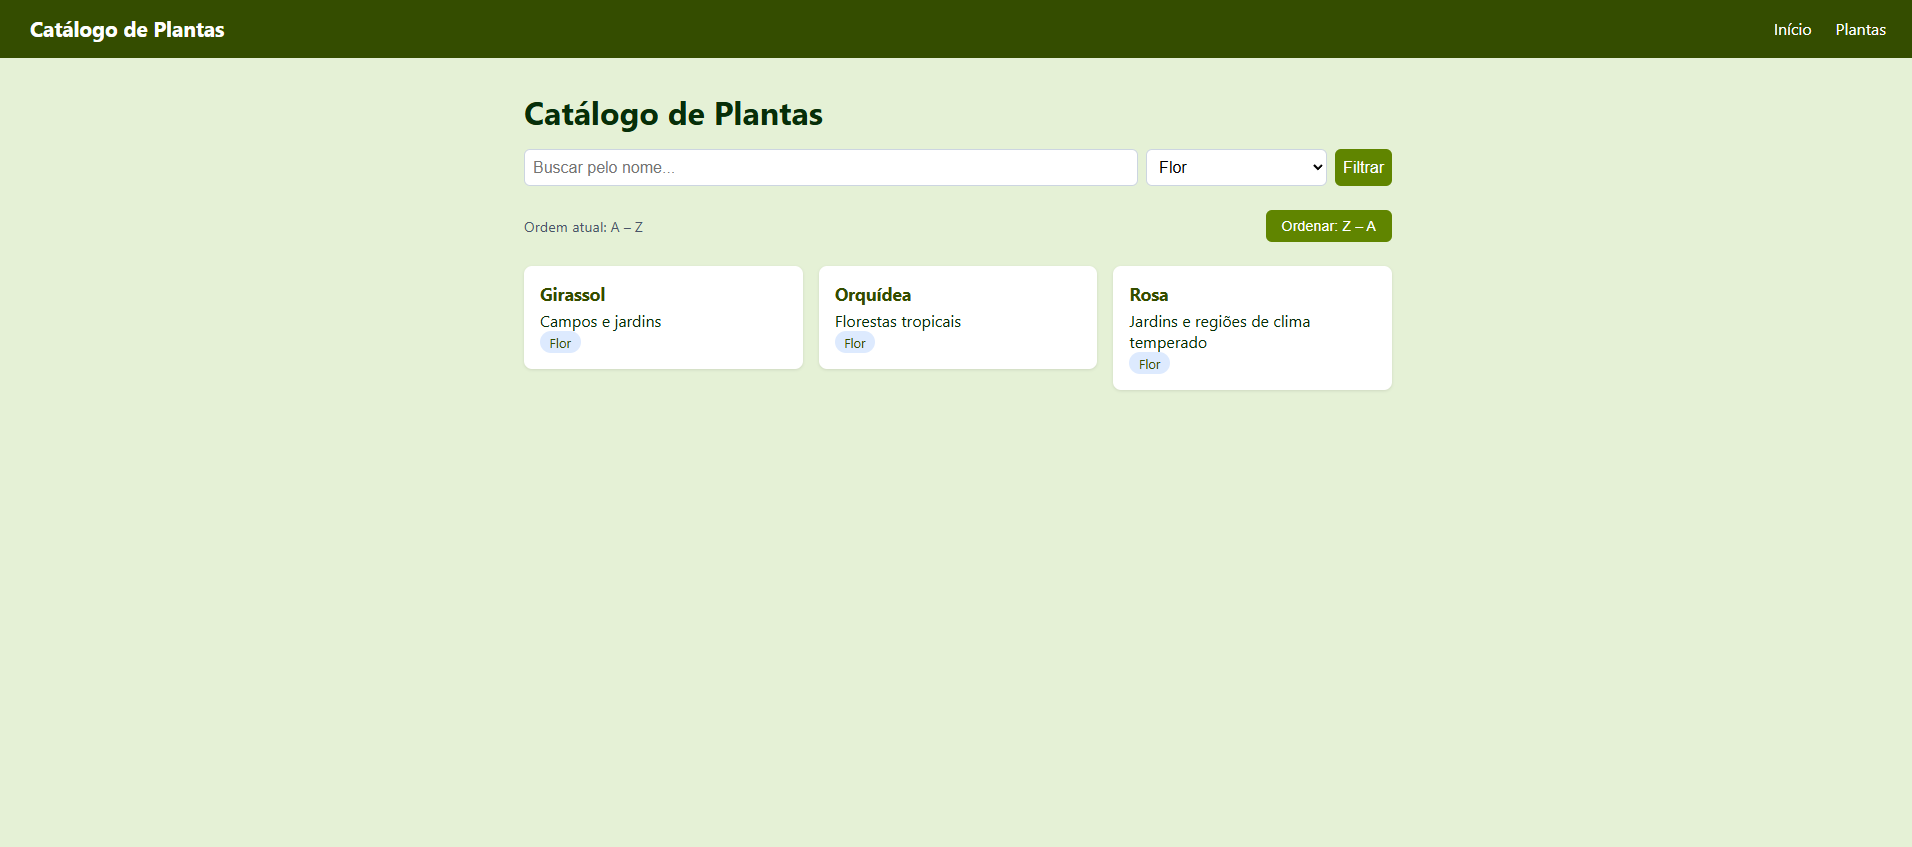 Catálogo de Plantas
Início
Plantas
Catálogo de Plantas
Buscar pelo nome...
Flor
Filtrar
Ordem atual: A – Z
Ordenar: Z – A
Girassol
Campos e jardins
Flor
Orquídea
Florestas tropicais
Flor
Rosa
Jardins e regiões de clima
temperado
Flor